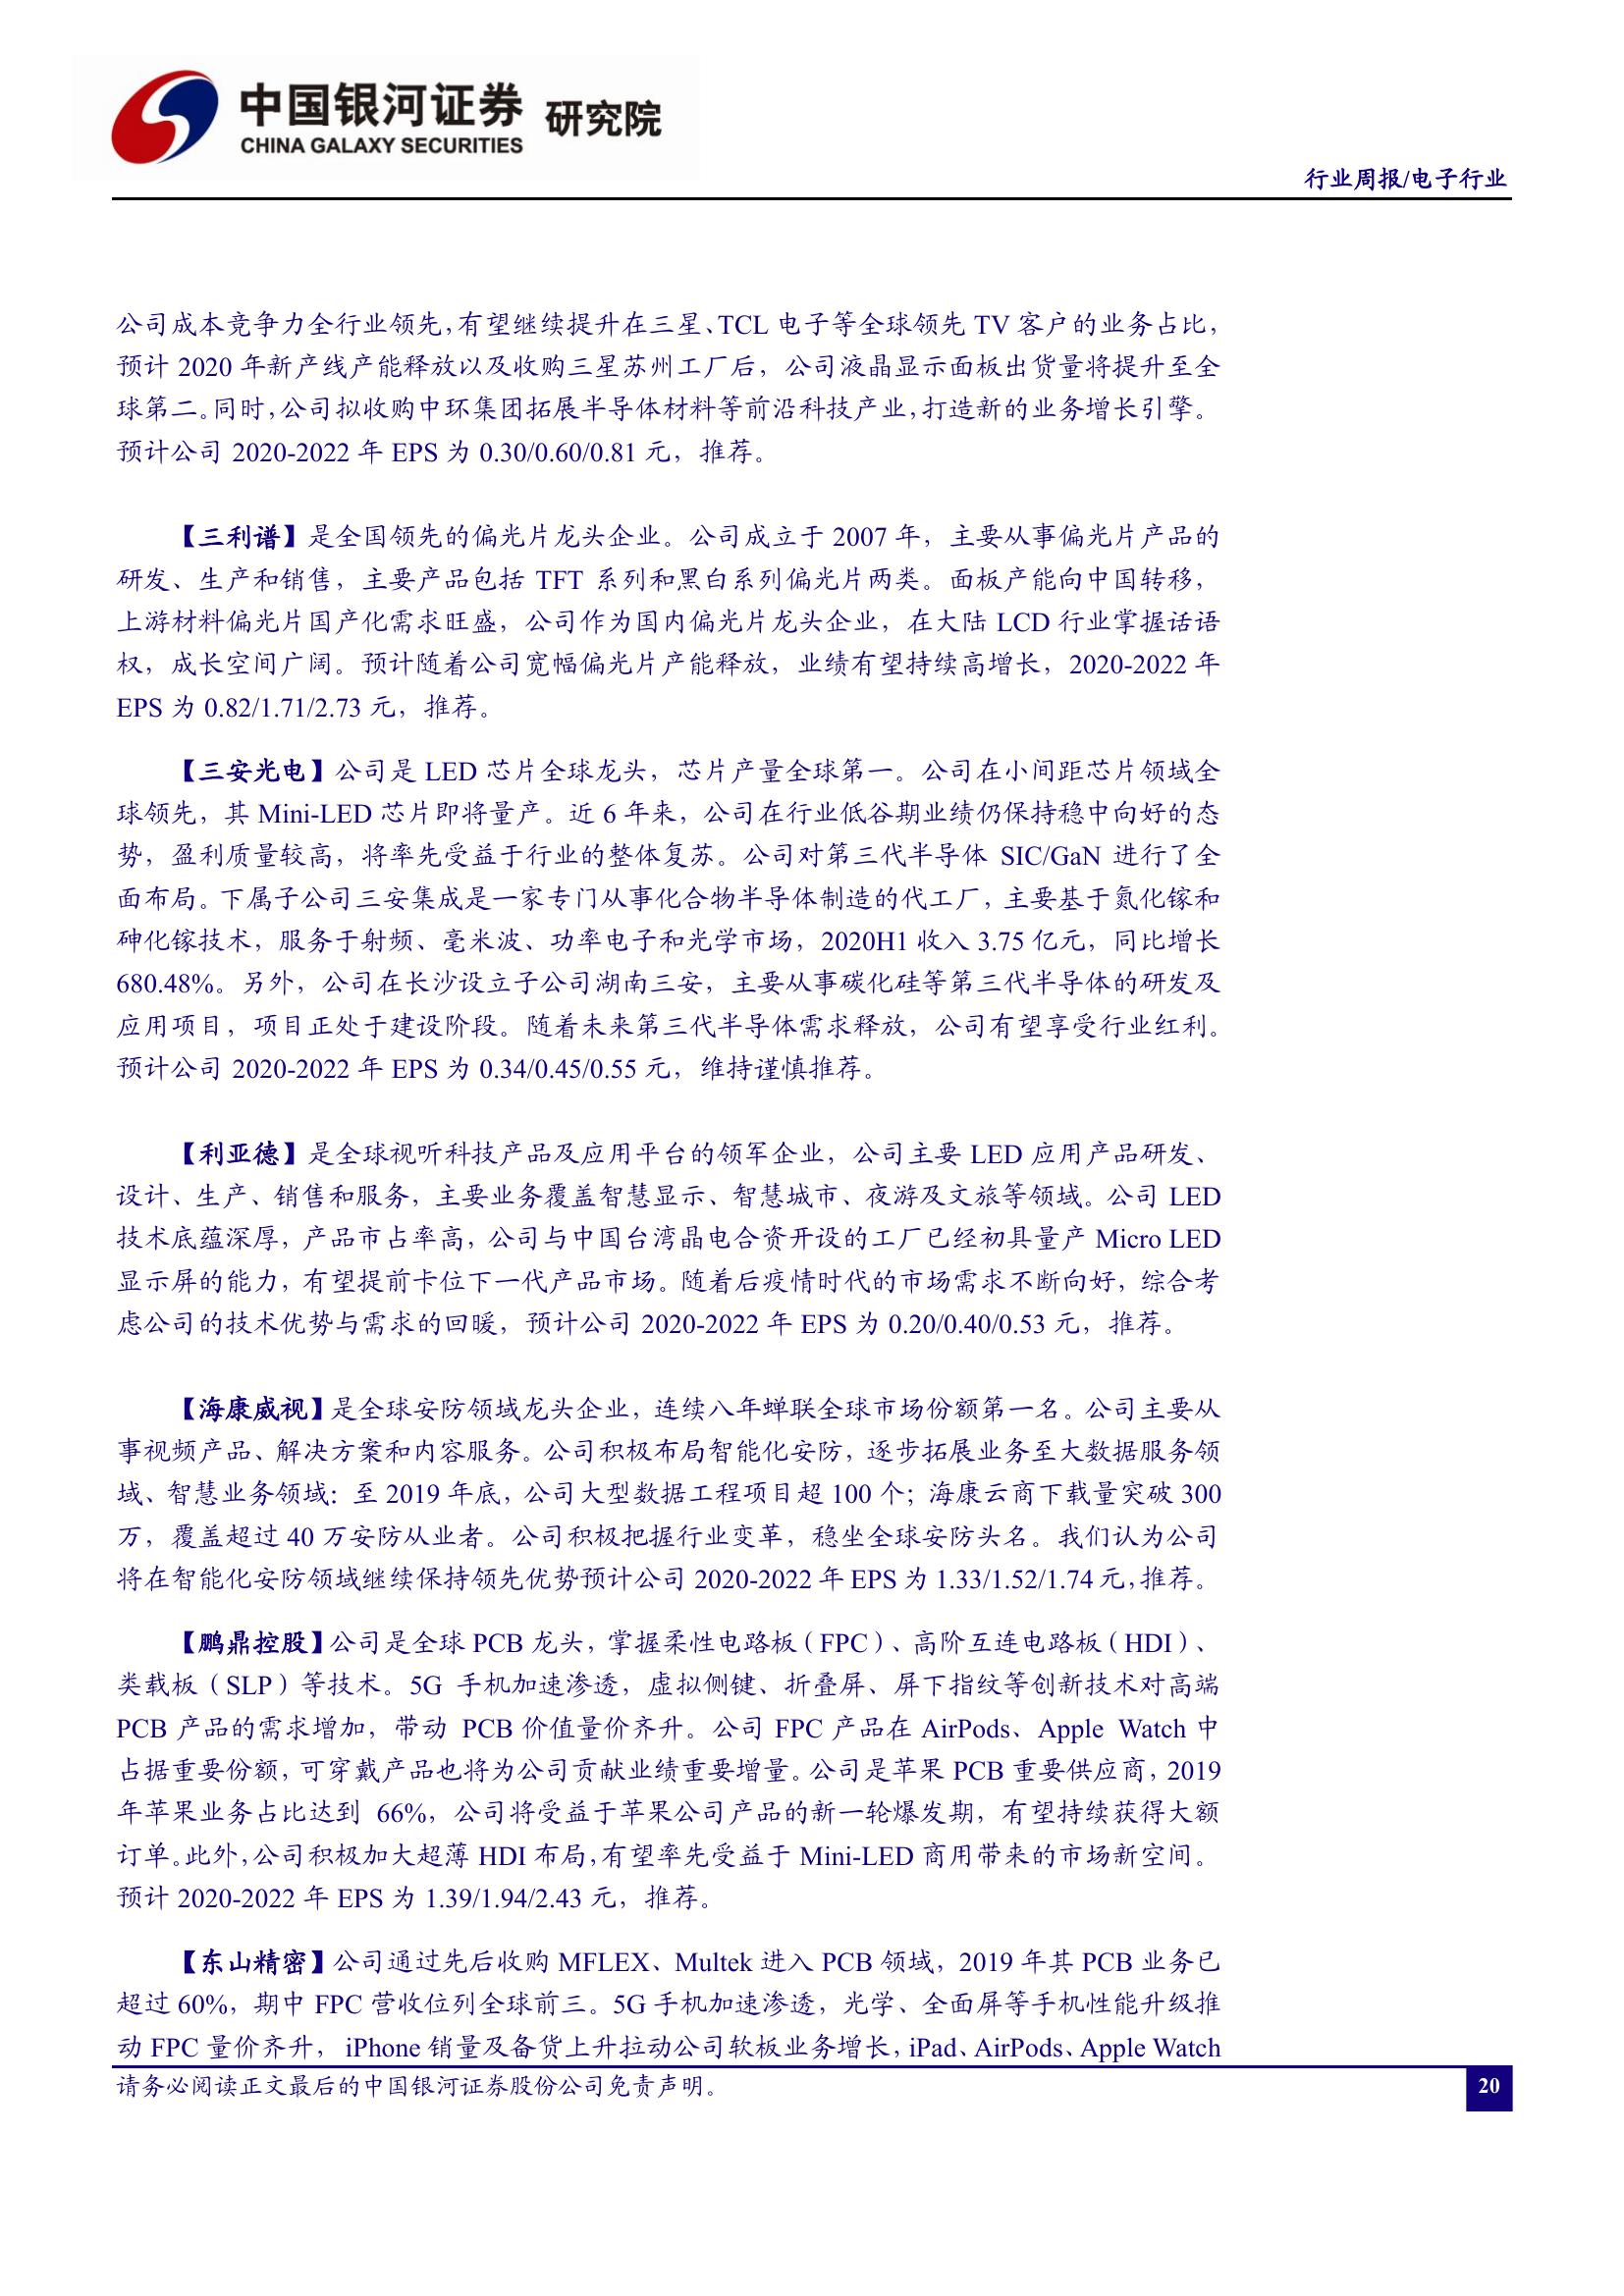 中国银河证券 研究院
CHINA GALAXY SECURITIES
行业周报/电子行业
公司成本竞争力全行业领先，有望继续提升在三星、TCL 电子等全球领先 TV 客户的业务占比，
预计 2020 年新产线产能释放以及收购三星苏州工厂后，公司液晶显示面板出货量将提升至全
球第二。同时，公司拟收购中环集团拓展半导体材料等前沿科技产业，打造新的业务增长引擎。
预计公司 2020-2022 年 EPS 为 0.30/0.60/0.81 元，推荐。
【三利谱】是全国领先的偏光片龙头企业。公司成立于 2007 年，主要从事偏光片产品的
研发、生产和销售，主要产品包括 TFT 系列和黑白系列偏光片两类。面板产能向中国转移，
上游材料偏光片国产化需求旺盛，公司作为国内偏光片龙头企业，在大陆 LCD 行业掌握话语
权，成长空间广阔。预计随着公司宽幅偏光片产能释放，业绩有望持续高增长，2020-2022 年
EPS 为 0.82/1.71/2.73 元，推荐。
【三安光电】公司是 LED 芯片全球龙头，芯片产量全球第一。公司在小间距芯片领域全
球领先，其 Mini-LED 芯片即将量产。近 6 年来，公司在行业低谷期业绩仍保持稳中向好的态
势，盈利质量较高，将率先受益于行业的整体复苏。公司对第三代半导体 SIC/GaN 进行了全
面布局。下属子公司三安集成是一家专门从事化合物半导体制造的代工厂，主要基于氮化镓和
砷化镓技术，服务于射频、毫米波、功率电子和光学市场，2020H1 收入 3.75 亿元，同比增长
680.48%。另外，公司在长沙设立子公司湖南三安，主要从事碳化硅等第三代半导体的研发及
应用项目，项目正处于建设阶段。随着未来第三代半导体需求释放，公司有望享受行业红利。
预计公司 2020-2022 年 EPS 为 0.34/0.45/0.55 元，维持谨慎推荐。
【利亚德】是全球视听科技产品及应用平台的领军企业，公司主要 LED 应用产品研发、
设计、生产、销售和服务，主要业务覆盖智慧显示、智慧城市、夜游及文旅等领域。公司 LED
技术底蕴深厚，产品市占率高，公司与中国台湾晶电合资开设的工厂已经初具量产 Micro LED
显示屏的能力，有望提前卡位下一代产品市场。随着后疫情时代的市场需求不断向好，综合考
虑公司的技术优势与需求的回暖，预计公司 2020-2022 年 EPS 为 0.20/0.40/0.53 元，推荐。
【海康威视】是全球安防领域龙头企业，连续八年蝉联全球市场份额第一名。公司主要从
事视频产品、解决方案和内容服务。公司积极布局智能化安防，逐步拓展业务至大数据服务领
域、智慧业务领域：至 2019 年底，公司大型数据工程项目超 100 个；海康云商下载量突破 300
万，覆盖超过 40 万安防从业者。公司积极把握行业变革，稳坐全球安防头名。我们认为公司
将在智能化安防领域继续保持领先优势预计公司 2020-2022 年 EPS 为 1.33/1.52/1.74 元，推荐。
【鹏鼎控股】公司是全球 PCB 龙头，掌握柔性电路板（FPC）、高阶互连电路板（HDI）、
类载板（SLP）等技术。5G 手机加速渗透，虚拟侧键、折叠屏、屏下指纹等创新技术对高端
PCB 产品的需求增加，带动 PCB 价值量价齐升。公司 FPC 产品在 AirPods、Apple Watch 中
占据重要份额，可穿戴产品也将为公司贡献业绩重要增量。公司是苹果 PCB 重要供应商，2019
年苹果业务占比达到 66%，公司将受益于苹果公司产品的新一轮爆发期，有望持续获得大额
订单。此外，公司积极加大超薄 HDI 布局，有望率先受益于 Mini-LED 商用带来的市场新空间。
预计 2020-2022 年 EPS 为 1.39/1.94/2.43 元，推荐。
【东山精密】公司通过先后收购 MFLEX、Multek 进入 PCB 领域，2019 年其 PCB 业务已
超过 60%，期中 FPC 营收位列全球前三。5G 手机加速渗透，光学、全面屏等手机性能升级推
动 FPC 量价齐升， iPhone 销量及备货上升拉动公司软板业务增长，iPad、AirPods、Apple Watch
请务必阅读正文最后的中国银河证券股份公司免责声明。
20